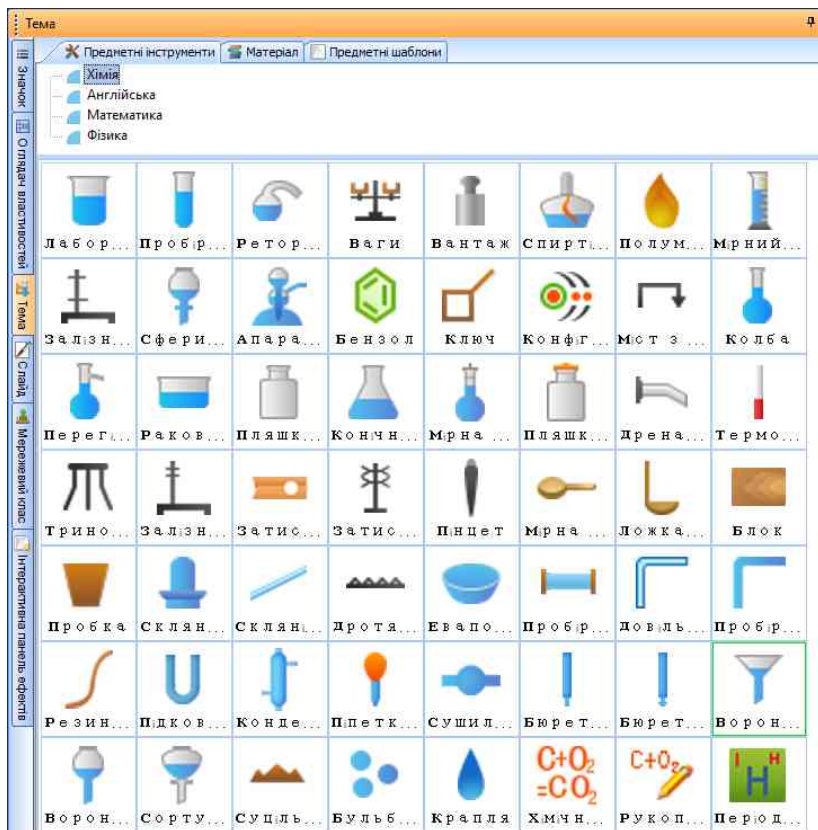 Тема
Предметні інструменти Матеріал Предметні шаблони
Хімія
Англійська
Математика
Фізика
Значок
Оглядач властивостей
Тема
Слайд
Мережевий клас
Інтерактивна панель ефектів
Лабор... Пробір... Ретор... Ваги Вантаж Спирті... Полум... Мірний...
Залізн... Сфери... Апара... Бензол Ключ Конфіг... Міст з ... Колба
Перегі... Раков... Пляшк... Конічн... Мірна ... Пляшк... Дрена... Термо...
Трино... Залізн... Затис... Затис... Пінцет Мірна ... Ложка... Блок
Пробка Склян... Скляні... Дротя... Евапо... Пробір... Довіль... Пробір...
Резин... Підков... Конде... Піпетк... Сушил... Бюрет... Бюрет... Ворон...
C+O₂
=CO₂
C+O₂
I H
H
Ворон... Сорту... Суціль... Бульб... Крапля Хімічн... Рукоп... Період...